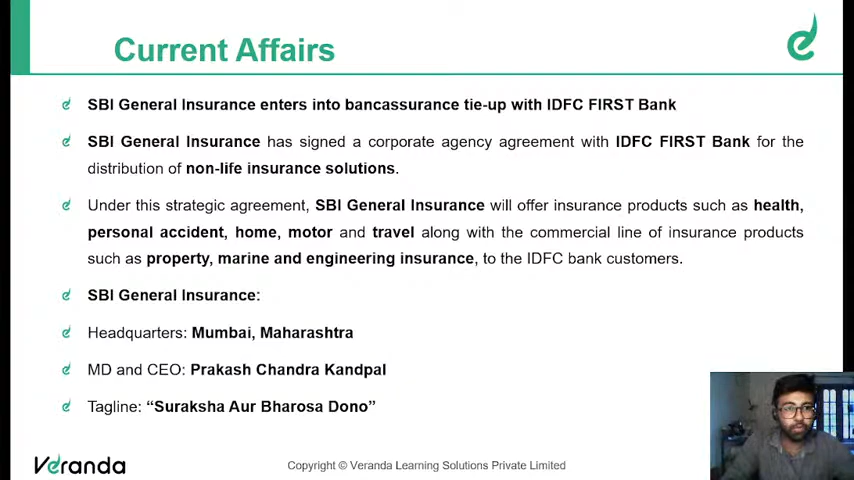 Current Affairs
SBI General Insurance enters into bancassurance tie-up with IDFC FIRST Bank
SBI General Insurance has signed a corporate agency agreement with IDFC FIRST Bank for the
distribution of non-life insurance solutions.
Under this strategic agreement, SBI General Insurance will offer insurance products such as health,
personal accident, home, motor and travel along with the commercial line of insurance products
such as property, marine and engineering insurance, to the IDFC bank customers.
SBI General Insurance:
Headquarters: Mumbai, Maharashtra
MD and CEO: Prakash Chandra Kandpal
Tagline: “Suraksha Aur Bharosa Dono”
Veranda
Copyright © Veranda Learning Solutions Private Limited